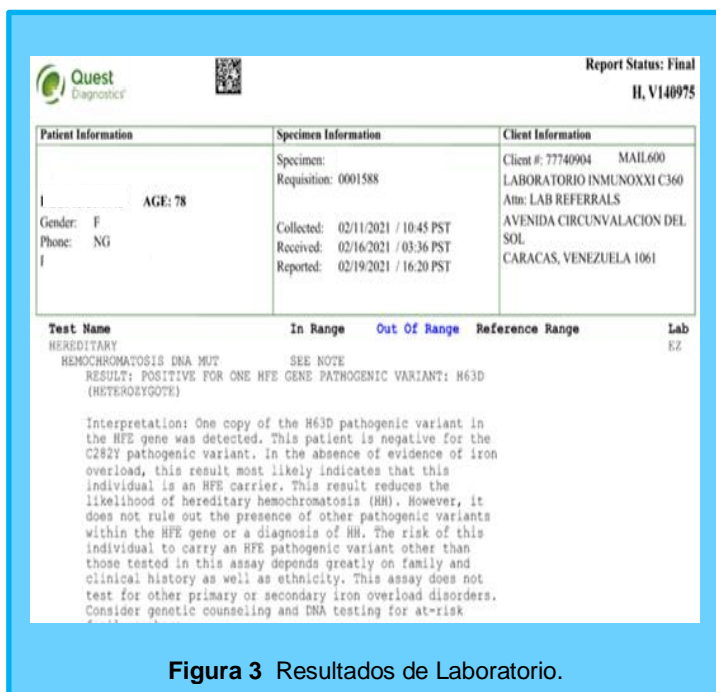 Quest
Diagnostics
Report Status: Final
H, V140975
Patient Information
AGE: 78
Gender: F
Phone: NG
Specimen Information
Specimen:
Requisition: 0001588
Collected: 02/11/2021 / 10:45 PST
Received: 02/16/2021 / 03:36 PST
Reported: 02/19/2021 / 16:20 PST
Client Information
Client #: 77740904 MAIL600
LABORATORIO INMUNOXXI C360
Attn: LAB REFERRALS
AVENIDA CIRCUNVALACION DEL
SOL
CARACAS, VENEZUELA 1061
Test Name In Range Out Of Range Reference Range Lab
HEREDITARY EZ
HEMOCHROMATOSIS DNA MUT SEE NOTE
RESULT: POSITIVE FOR ONE HFE GENE PATHOGENIC VARIANT: H63D
(HETEROZYGOTE)
Interpretation: One copy of the H63D pathogenic variant in
the HFE gene was detected. This patient is negative for the
C282Y pathogenic variant. In the absence of evidence of iron
overload, this result most likely indicates that this
individual is an HFE carrier. This result reduces the
likelihood of hereditary hemochromatosis (HH). However, it
does not rule out the presence of other pathogenic variants
within the HFE gene or a diagnosis of HH. The risk of this
individual to carry an HFE pathogenic variant other than
those tested in this assay depends greatly on family and
clinical history as well as ethnicity. This assay does not
test for other primary or secondary iron overload disorders.
Consider genetic counseling and DNA testing for at-risk
Figura 3 Resultados de Laboratorio.